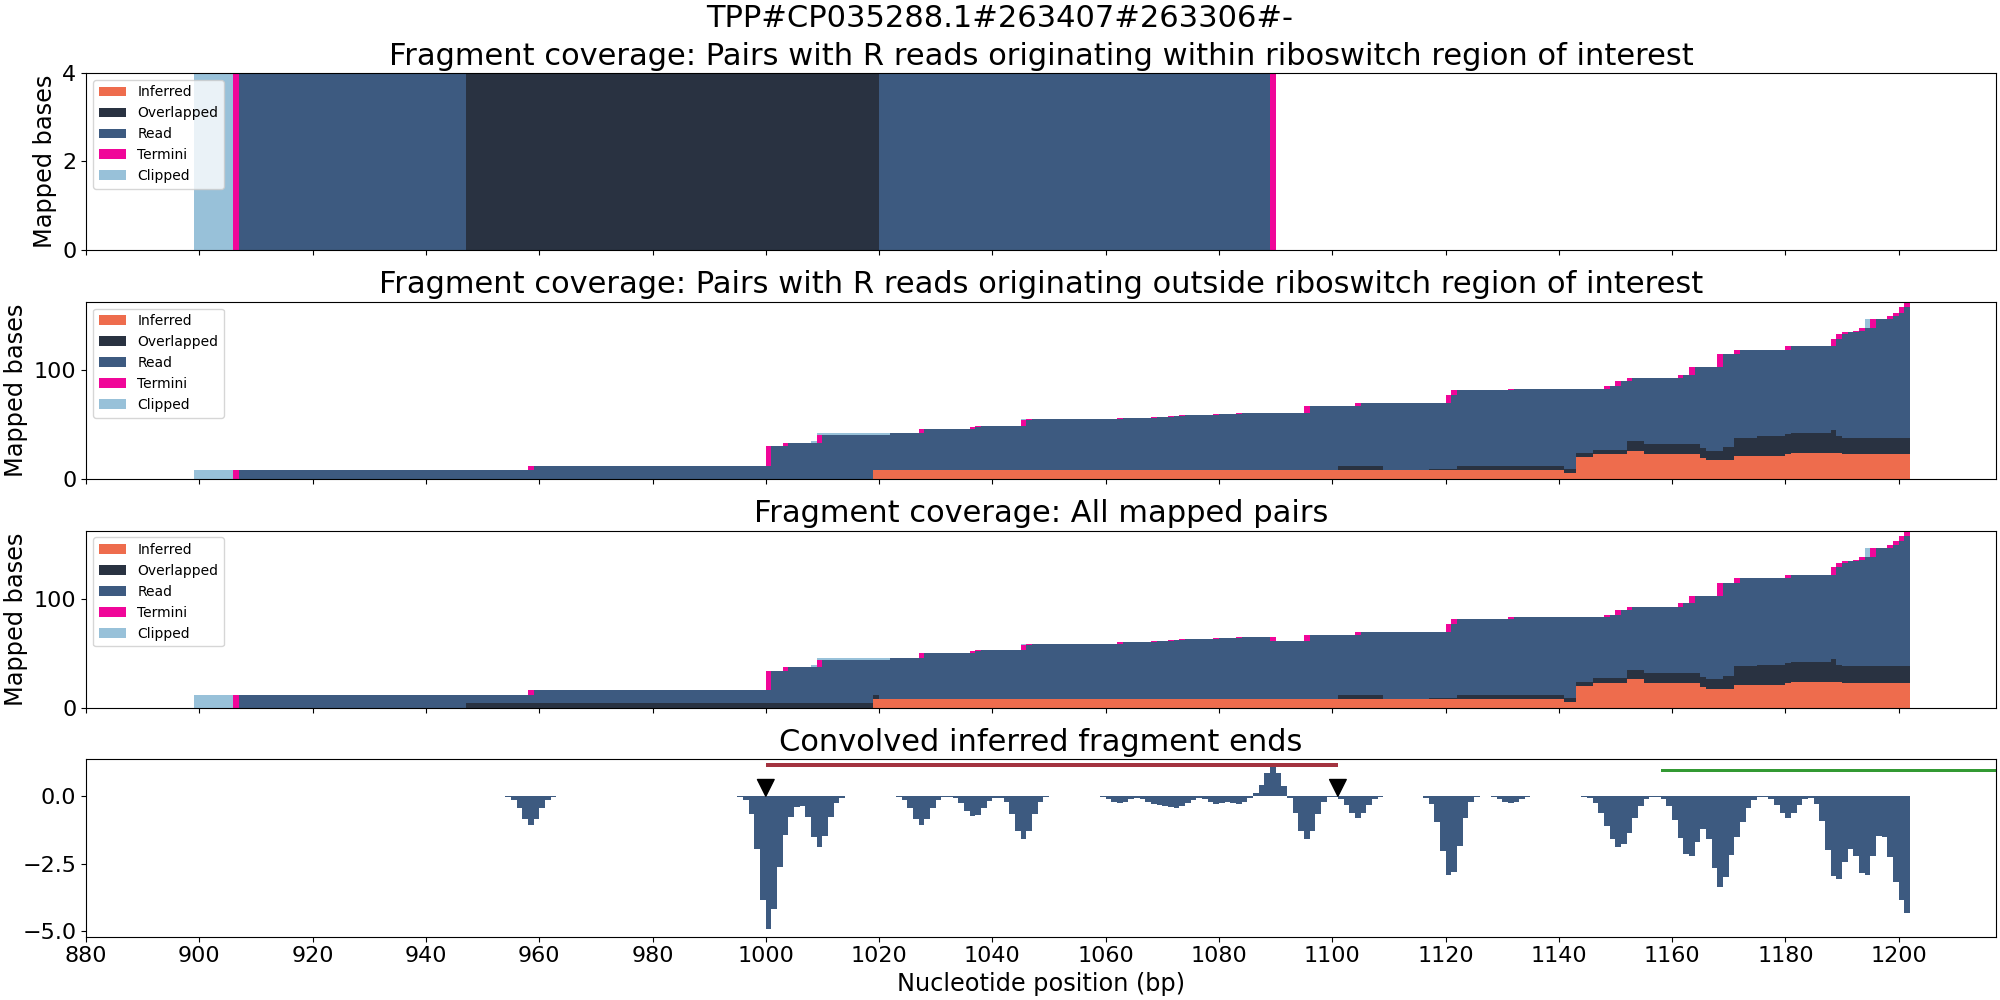 TPP#CP035288.1#263407#263306#-
Fragment coverage: Pairs with R reads originating within riboswitch region of interest
Mapped bases
4
2
0
Inferred
Overlapped
Read
Termini
Clipped
Fragment coverage: Pairs with R reads originating outside riboswitch region of interest
Mapped bases
100
0
Inferred
Overlapped
Read
Termini
Clipped
Fragment coverage: All mapped pairs
Mapped bases
100
0
Inferred
Overlapped
Read
Termini
Clipped
Convolved inferred fragment ends
0.0
−2.5
−5.0
880 900 920 940 960 980 1000 1020 1040 1060 1080 1100 1120 1140 1160 1180 1200
Nucleotide position (bp)